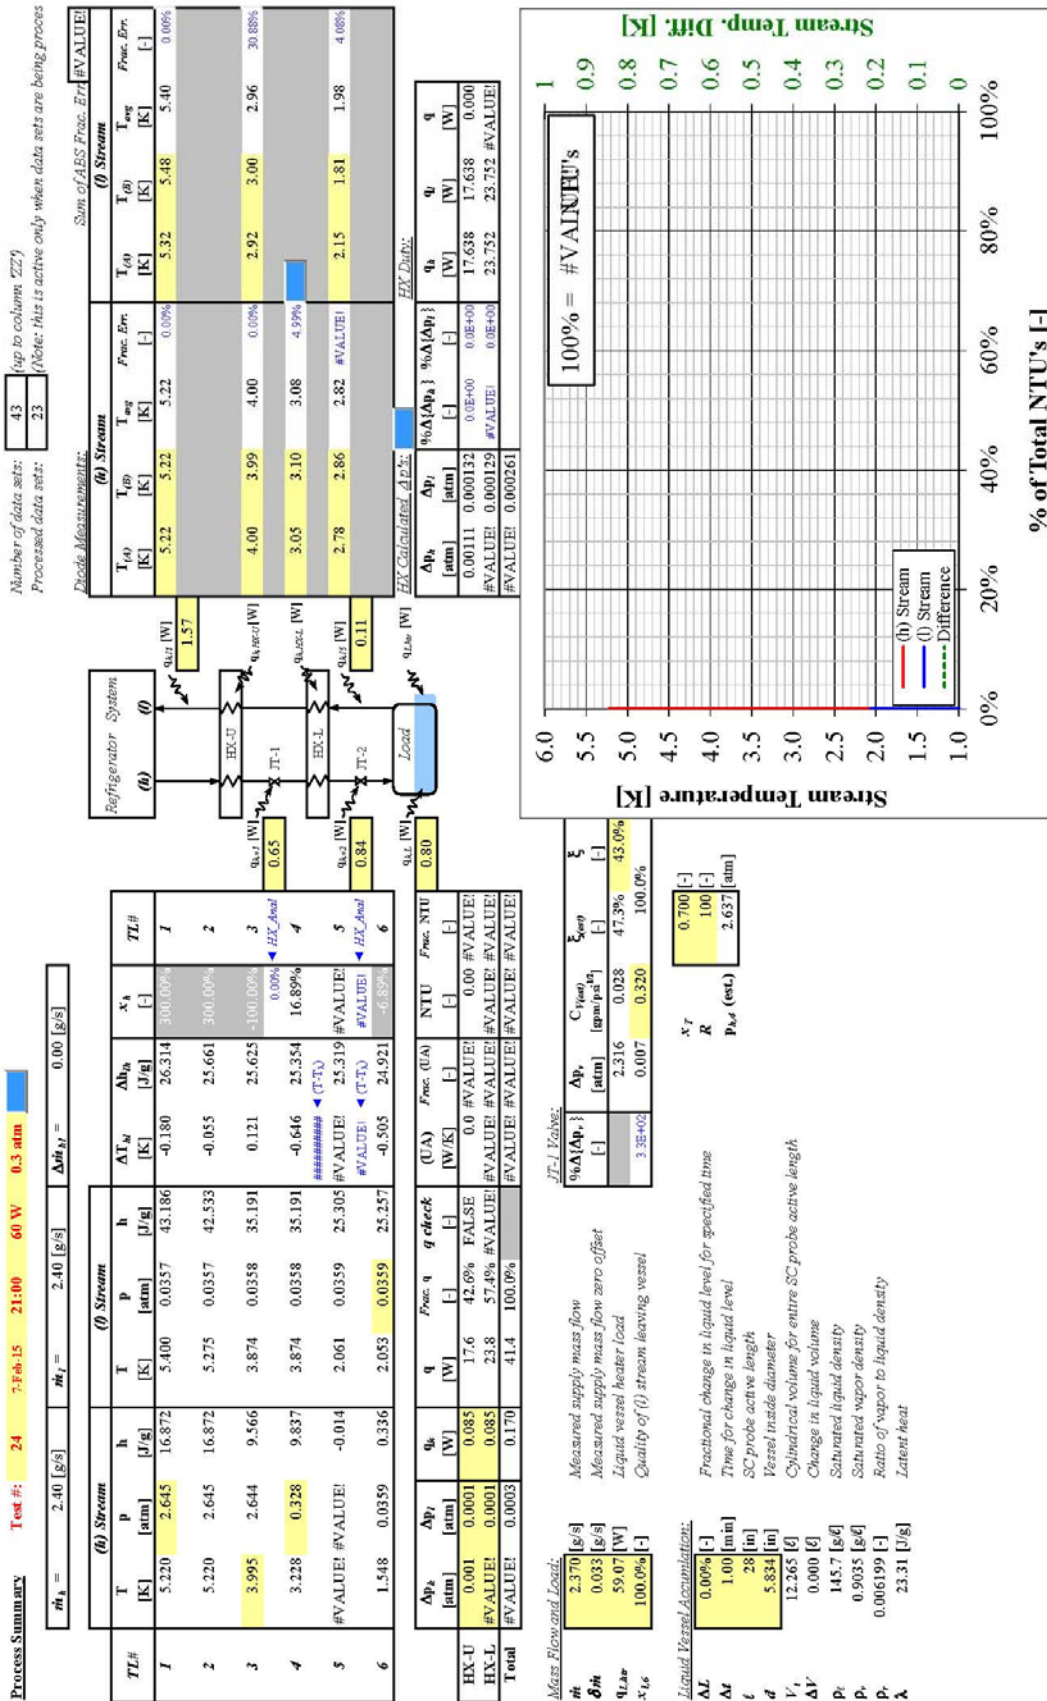 Process Summary Test #: 24 7-Feb-15 21:00 60 W 0.3 atm
ṁh = 2.40 [g/s] ṁl = 2.40 [g/s] Δṁhl = 0.00 [g/s]
TL# (h) Stream (l) Stream ΔThl Δhlh xh TL#
T p h T p h
[K] [atm] [J/g] [K] [atm] [J/g] [K] [J/g] [-]
1 5.220 2.645 16.872 5.400 0.0357 43.186 -0.180 26.314 300.00% 1
2 5.220 2.645 16.872 5.275 0.0357 42.533 -0.055 25.661 300.00% 2
3 3.995 2.644 9.566 3.874 0.0358 35.191 0.121 25.625 -100.00% 3
0.00% ◄ HX_Anal
4 3.228 0.328 9.837 3.874 0.0358 35.191 -0.646 25.354 16.89% 4
########## ◄ (T-Tλ)
5 #VALUE! #VALUE! -0.014 2.061 0.0359 25.305 #VALUE! 25.319 #VALUE! 5
#VALUE! ◄ (T-Tλ) #VALUE! ◄ HX_Anal
6 1.548 0.0359 0.336 2.053 0.0359 25.257 -0.505 24.921 -6.89% 6
Δph Δpl qk q Frac. q q check (UA) Frac. (UA) NTU Frac. NTU
[atm] [atm] [W] [W] [-] [-] [W/K] [-] [-] [-]
HX-U 0.001 0.0001 0.085 17.6 42.6% FALSE 0.0 #VALUE! 0.00 #VALUE!
HX-L #VALUE! 0.0001 0.085 23.8 57.4% #VALUE! #VALUE! #VALUE! #VALUE! #VALUE!
Total #VALUE! 0.0003 0.170 41.4 100.0% #VALUE! #VALUE! #VALUE! #VALUE!
Mass Flow and Load:
ṁ 2.370 [g/s] Measured supply mass flow
δṁ 0.033 [g/s] Measured supply mass flow zero offset
qL,htr 59.07 [W] Liquid vessel heater load
xL6 100.0% [-] Quality of (l) stream leaving vessel
Liquid Vessel Accumlation:
ΔL 0.00% [-] Fractional change in liquid level for specified time
Δt 1.00 [min] Time for change in liquid level
ℓ 28 [in] SC probe active length
d 5.834 [in] Vessel inside diameter
V, 12.265 [ℓ] Cylindrical volume for entire SC probe active length
ΔV 0.000 [ℓ] Change in liquid volume
ρℓ 145.7 [g/ℓ] Saturated liquid density
ρv 0.9035 [g/ℓ] Saturated vapor density
ρr 0.006199 [-] Ratio of vapor to liquid density
λ 23.31 [J/g] Latent heat
JT-1 Valve:
%Δ{Δpv} Δpv CV(est) ξv(est) ξ
[-] [atm] [gpm/psi^1/2] [-] [-]
2.316 0.028 47.3% 43.0%
3.3E+02 0.007 0.320 100.0%
xT 0.700 [-]
R 100 [-]
Ph,d (est.) 2.637 [atm]
Refrigerator System
(h) (l)
qk,l1 [W]
1.57
HX-U
qk,HX-U [W]
qk,v1 [W]
0.65
JT-1
HX-L
qk,HX-L [W]
qk,v2 [W]
0.84
JT-2
qk,l5 [W]
0.11
Load
qk,L [W]
0.80
qL,htr [W]
Number of data sets: 43 (up to column 'ZZ')
Processed data sets: 23 (Note: this is active only when data sets are being proces
Diode Measurements: Sum of ABS Frac. Err. #VALUE!
(h) Stream (l) Stream
T(A) T(B) Tavg Frac. Err. T(A) T(B) Tavg Frac. Err.
[K] [K] [K] [-] [K] [K] [K] [-]
5.22 5.22 5.22 0.00% 5.32 5.48 5.40 0.00%
4.00 3.99 4.00 0.00% 2.92 3.00 2.96 30.88%
3.05 3.10 3.08 4.99%
2.78 2.86 2.82 #VALUE! 2.15 1.81 1.98 4.08%
HX Calculated Δp's: HX Duty:
Δph Δpl %Δ{Δph} %Δ{Δpl} qh ql q
[atm] [atm] [-] [-] [W] [W] [W]
0.00111 0.000132 0.0E+00 0.0E+00 17.638 17.638 0.000
#VALUE! 0.000129 #VALUE! 0.0E+00 23.752 23.752 #VALUE!
#VALUE! 0.000261
Stream Temperature [K]
6.0
5.5
5.0
4.5
4.0
3.5
3.0
2.5
2.0
1.5
1.0
100% = #VALUE!
(h) Stream
(l) Stream
Difference
Stream Temp. Diff. [K]
1
0.9
0.8
0.7
0.6
0.5
0.4
0.3
0.2
0.1
0
0% 20% 40% 60% 80% 100%
% of Total NTU's [-]